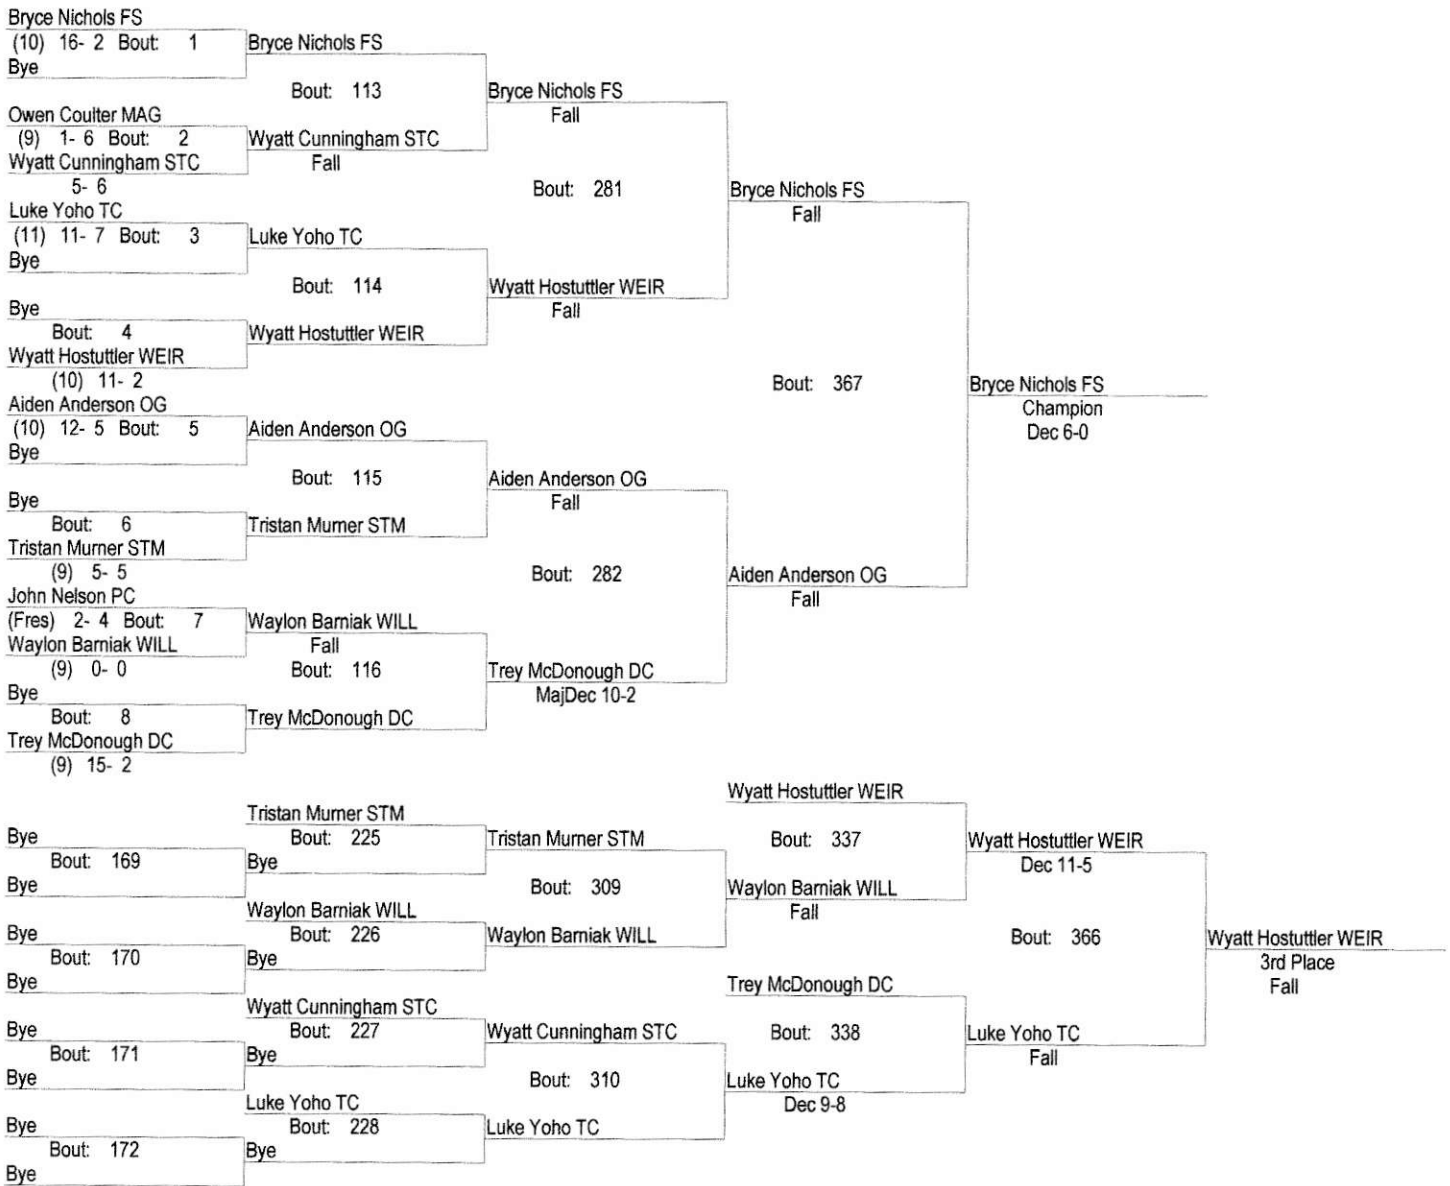 Bryce Nichols FS
(10) 16- 2 Bout: 1
Bye
Bryce Nichols FS
Bout: 113
Owen Coulter MAG
(9) 1- 6 Bout: 2
Wyatt Cunningham STC
5- 6
Wyatt Cunningham STC
Fall
Bryce Nichols FS
Fall
Bout: 281
Luke Yoho TC
(11) 11- 7 Bout: 3
Bye
Luke Yoho TC
Bout: 114
Bye
Bout: 4
Wyatt Hostuttler WEIR
(10) 11- 2
Wyatt Hostuttler WEIR
Wyatt Hostuttler WEIR
Fall
Bryce Nichols FS
Fall
Bout: 367
Aiden Anderson OG
(10) 12- 5 Bout: 5
Bye
Aiden Anderson OG
Bout: 115
Bye
Bout: 6
Tristan Murner STM
(9) 5- 5
Tristan Murner STM
Aiden Anderson OG
Fall
Bout: 282
John Nelson PC
(Fres) 2- 4 Bout: 7
Waylon Barniak WILL
(9) 0- 0
Waylon Barniak WILL
Fall
Bout: 116
Bye
Bout: 8
Trey McDonough DC
(9) 15- 2
Trey McDonough DC
Trey McDonough DC
MajDec 10-2
Aiden Anderson OG
Fall
Bryce Nichols FS
Champion
Dec 6-0
Bye
Bout: 169
Bye
Tristan Murner STM
Bout: 225
Bye
Tristan Murner STM
Bout: 309
Bye
Bout: 170
Bye
Waylon Barniak WILL
Bout: 226
Bye
Waylon Barniak WILL
Wyatt Hostuttler WEIR
Bout: 337
Waylon Barniak WILL
Fall
Wyatt Hostuttler WEIR
Dec 11-5
Bout: 366
Bye
Bout: 171
Bye
Wyatt Cunningham STC
Bout: 227
Bye
Wyatt Cunningham STC
Bout: 310
Bye
Bout: 172
Bye
Luke Yoho TC
Bout: 228
Bye
Luke Yoho TC
Trey McDonough DC
Bout: 338
Luke Yoho TC
Dec 9-8
Luke Yoho TC
Fall
Wyatt Hostuttler WEIR
3rd Place
Fall